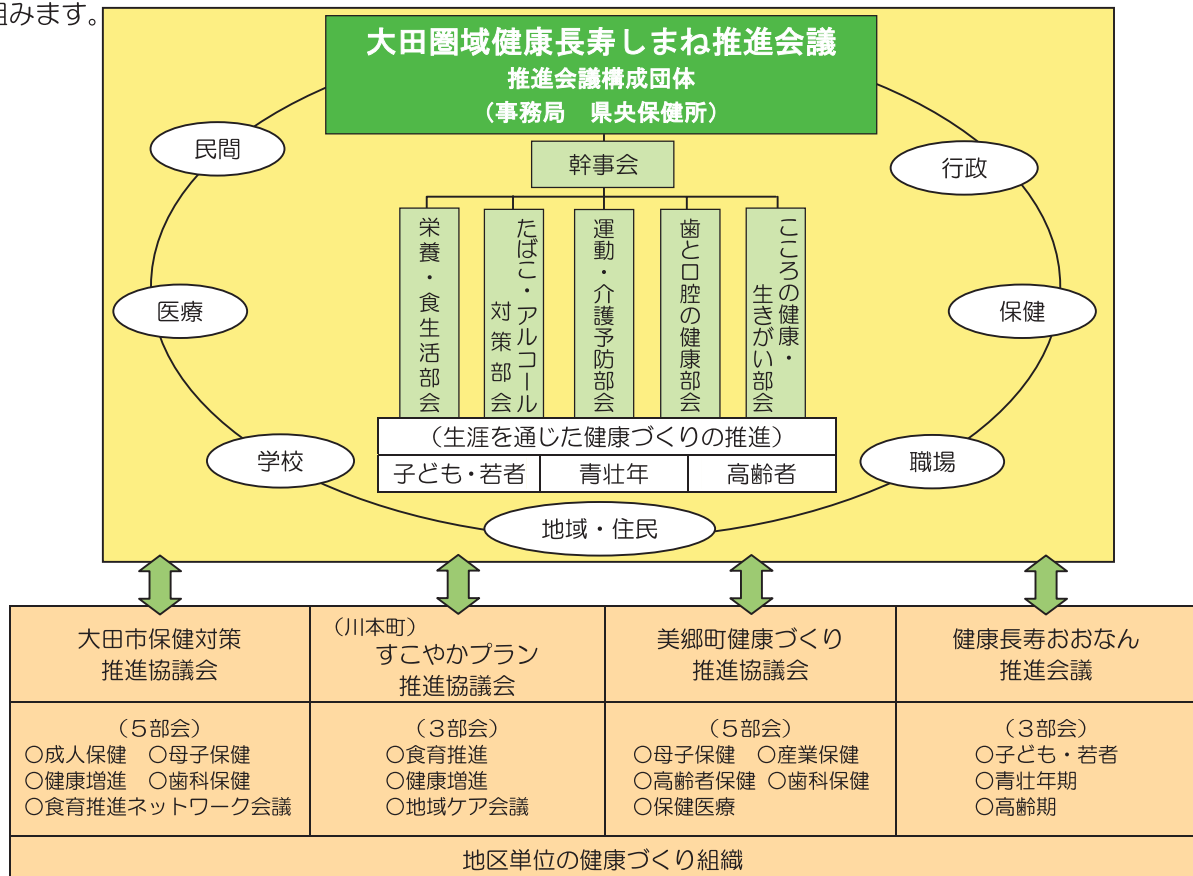 組みます。
大田圏域健康長寿しまね推進会議
推進会議構成団体
（事務局　県央保健所）
幹事会
民間
行政
医療
保健
学校
職場
地域・住民
栄養・食生活部会
たばこ・アルコール
対策部会
運動・介護予防部会
歯と口腔の健康部会
こころの健康・
生きがい部会
（生涯を通じた健康づくりの推進）
子ども・若者
青壮年
高齢者
大田市保健対策
推進協議会
（川本町）
すこやかプラン
推進協議会
美郷町健康づくり
推進協議会
健康長寿おおなん
推進会議
（５部会）
○成人保健　○母子保健
○健康増進　○歯科保健
○食育推進ネットワーク会議
（３部会）
○食育推進
○健康増進
○地域ケア会議
（５部会）
○母子保健　○産業保健
○高齢者保健　○歯科保健
○保健医療
（３部会）
○子ども・若者
○青壮年期
○高齢期
地区単位の健康づくり組織